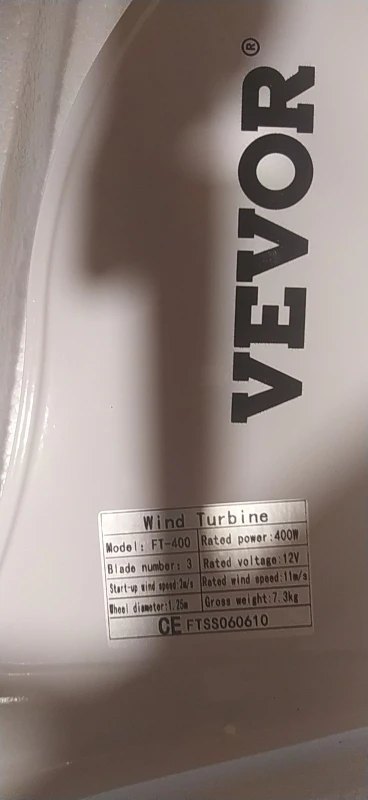 VEVOR®
Wind Turbine
Model: FT-400 Rated power:400W
Blade number: 3 Rated voltage:12V
Start-up wind speed:2m/s Rated wind speed:11m/s
Wheel diameter:1.25m Gross weight:7.3kg
CE FTSS060610